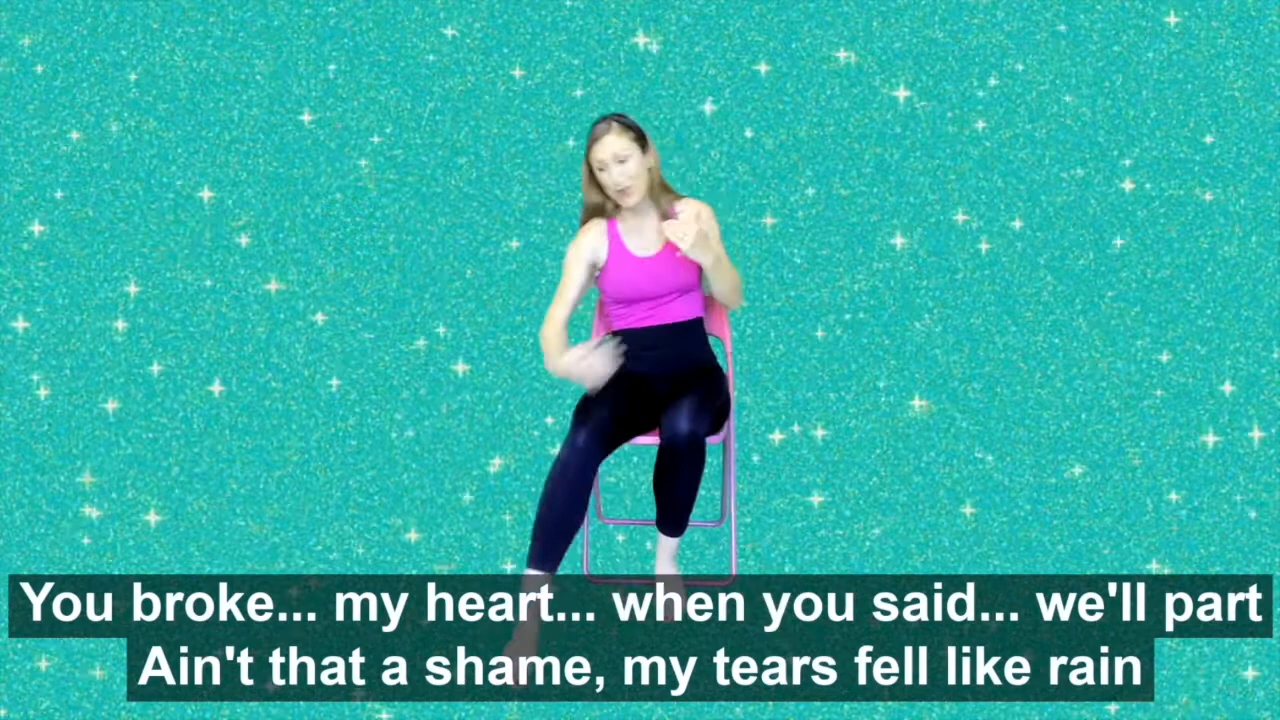 You broke... my heart... when you said... we'll part
Ain't that a shame, my tears fell like rain